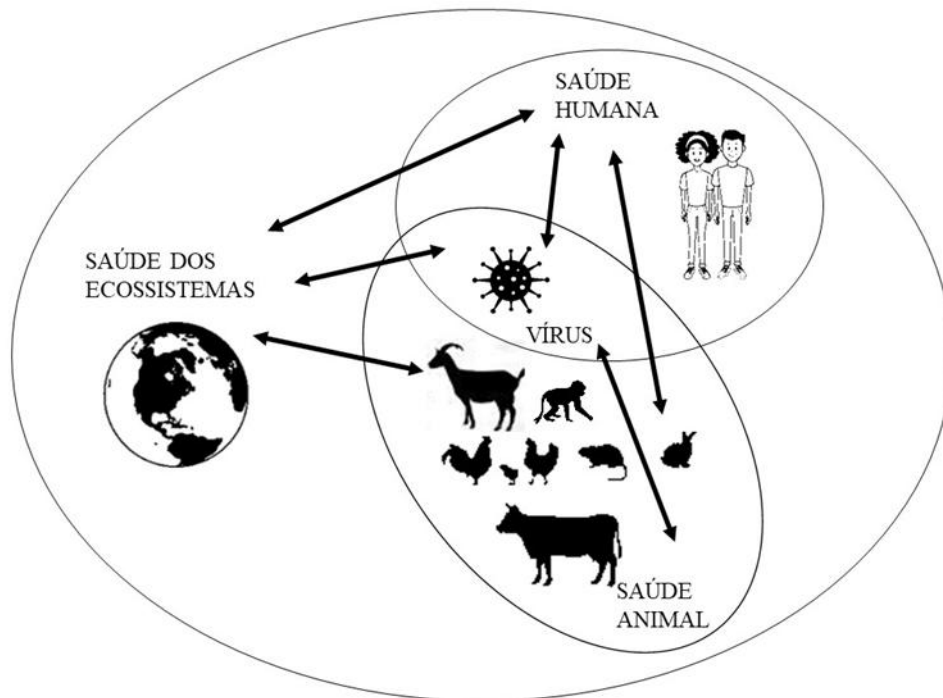 SAÚDE
HUMANA
SAÚDE DOS
ECOSSISTEMAS
VÍRUS
SAÚDE
ANIMAL